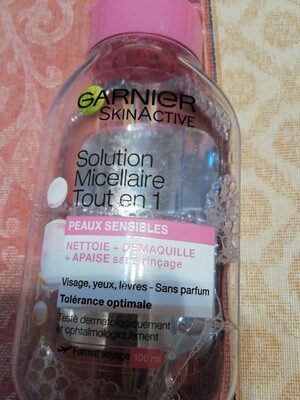 GARNIER
SKINACTIVE
Solution
Micellaire
Tout en 1
PEAUX SENSIBLES
NETTOIE + DÉMAQUILLE
+ APAISE sans rinçage
Visage, yeux, lèvres - Sans parfum
Tolérance optimale
Testé dermatologiquement
et ophtalmologiquement
Format voyage 100 ml